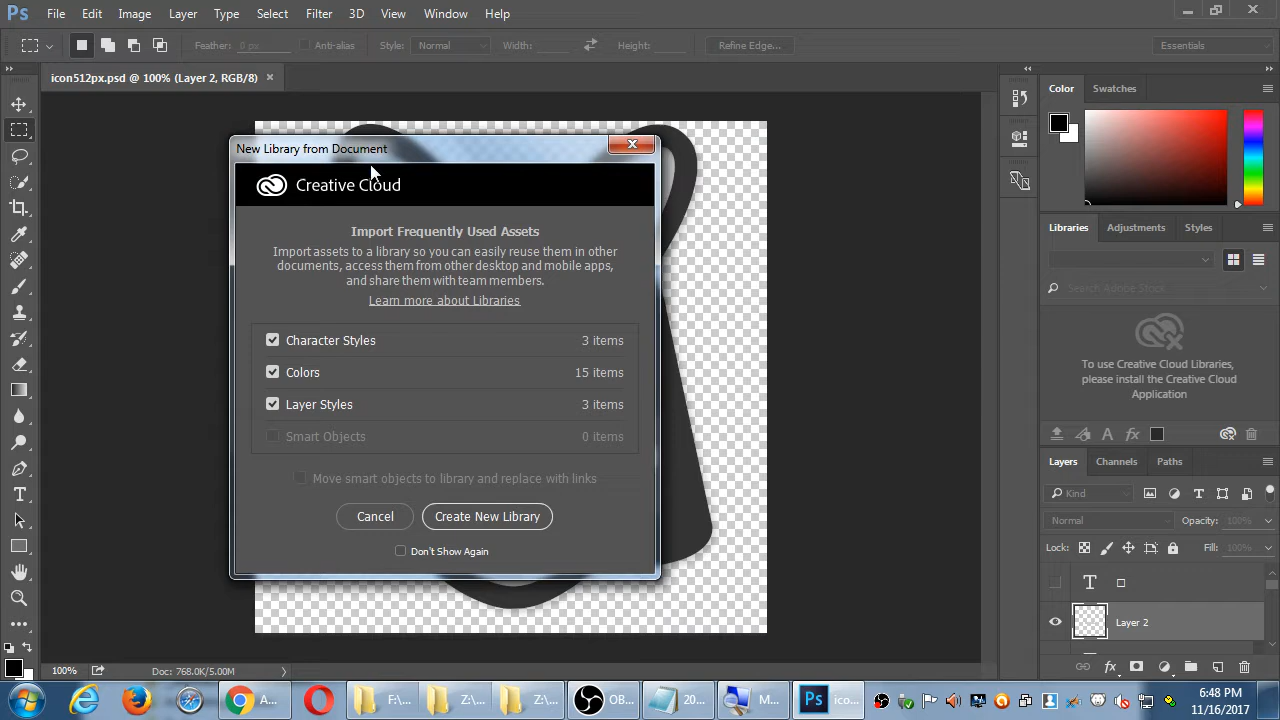 Ps File Edit Image Layer Type Select Filter 3D View Window Help
Feather: 0 px Anti-alias Style: Normal Width: Height: Refine Edge... Essentials
icon512px.psd @ 100% (Layer 2, RGB/8) ×
Color Swatches
New Library from Document
Creative Cloud
Import Frequently Used Assets
Import assets to a library so you can easily reuse them in other
documents, access them from other desktop and mobile apps,
and share them with team members.
Learn more about Libraries
Character Styles 3 items
Colors 15 items
Layer Styles 3 items
Smart Objects 0 items
Move smart objects to library and replace with links
Cancel Create New Library
Don't Show Again
Libraries Adjustments Styles
Search Adobe Stock
To use Creative Cloud Libraries,
please install the Creative Cloud
Application
Layers Channels Paths
Kind
Normal Opacity: 100%
Lock: Fill: 100%
T
Layer 2
100% Doc: 768.0K/5.00M
A... F:\... Z:\... Z:\... OB... 20... M... Ps ico...
6:48 PM
11/16/2017